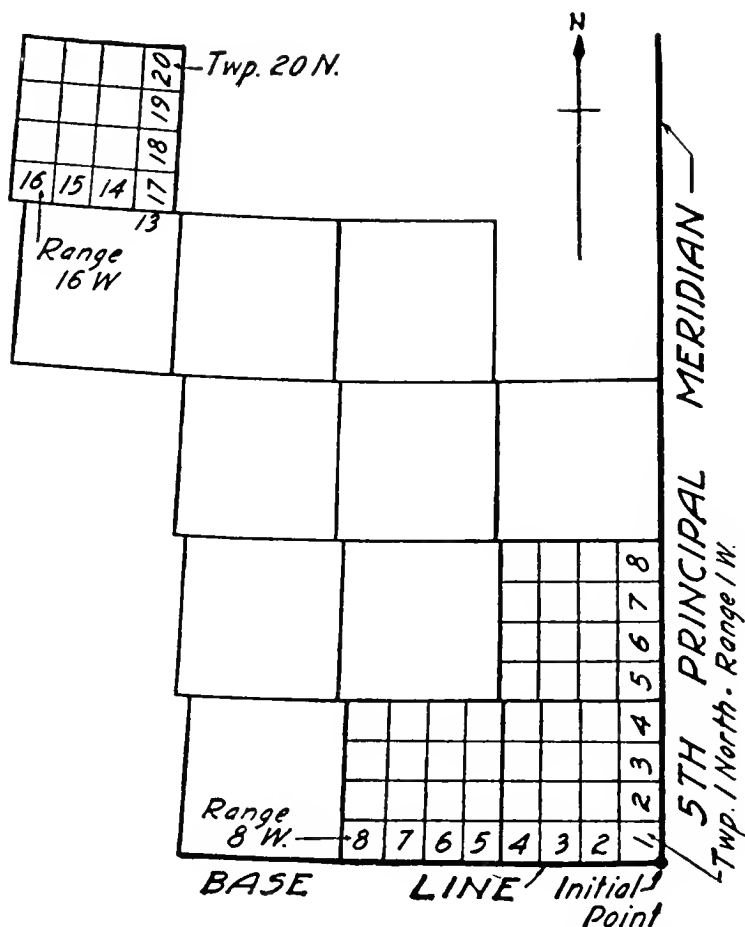 N
20
Twp. 20 N.
19
18
16 15 14 17
13
Range
16 W
5TH PRINCIPAL MERIDIAN
Twp. 1 North - Range 1 W.
8
7
6
5
4
3
2
Range
8 W.
8 7 6 5 4 3 2 1
BASE LINE
Initial
Point